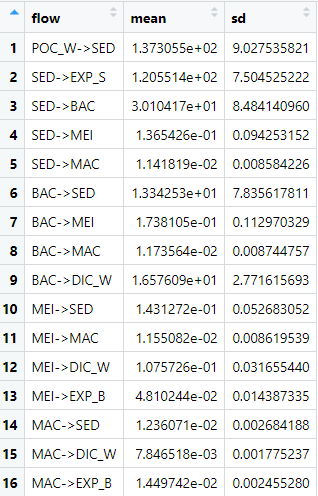 flow mean sd
1 POC_W->SED 1.373055e+02 9.027535821
2 SED->EXP_S 1.205514e+02 7.504525222
3 SED->BAC 3.010417e+01 8.484140960
4 SED->MEI 1.365426e-01 0.094253152
5 SED->MAC 1.141819e-02 0.008584226
6 BAC->SED 1.334253e+01 7.835617811
7 BAC->MEI 1.738105e-01 0.112970329
8 BAC->MAC 1.173564e-02 0.008744757
9 BAC->DIC_W 1.657609e+01 2.771615693
10 MEI->SED 1.431272e-01 0.052683052
11 MEI->MAC 1.155082e-02 0.008619539
12 MEI->DIC_W 1.075726e-01 0.031655440
13 MEI->EXP_B 4.810244e-02 0.014387335
14 MAC->SED 1.236071e-02 0.002684188
15 MAC->DIC_W 7.846518e-03 0.001775237
16 MAC->EXP_B 1.449742e-02 0.002455280